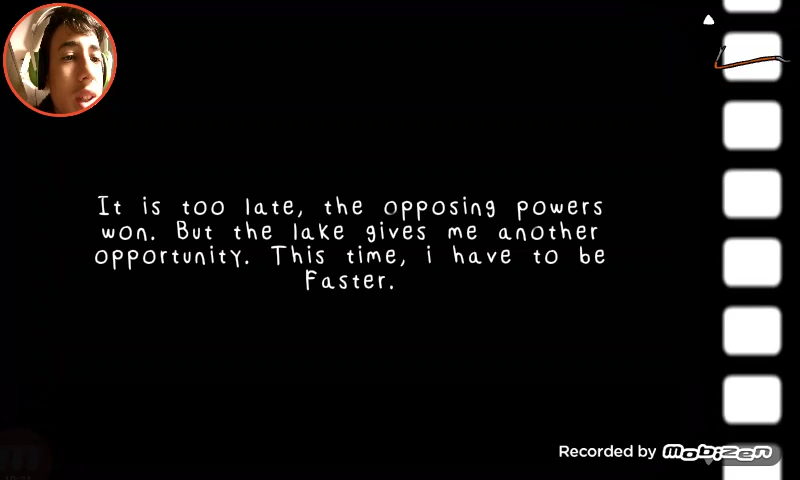 It is too late, the opposing powers
won. But the lake gives me another
opportunity. This time, i have to be
Faster.
Recorded by mobizen